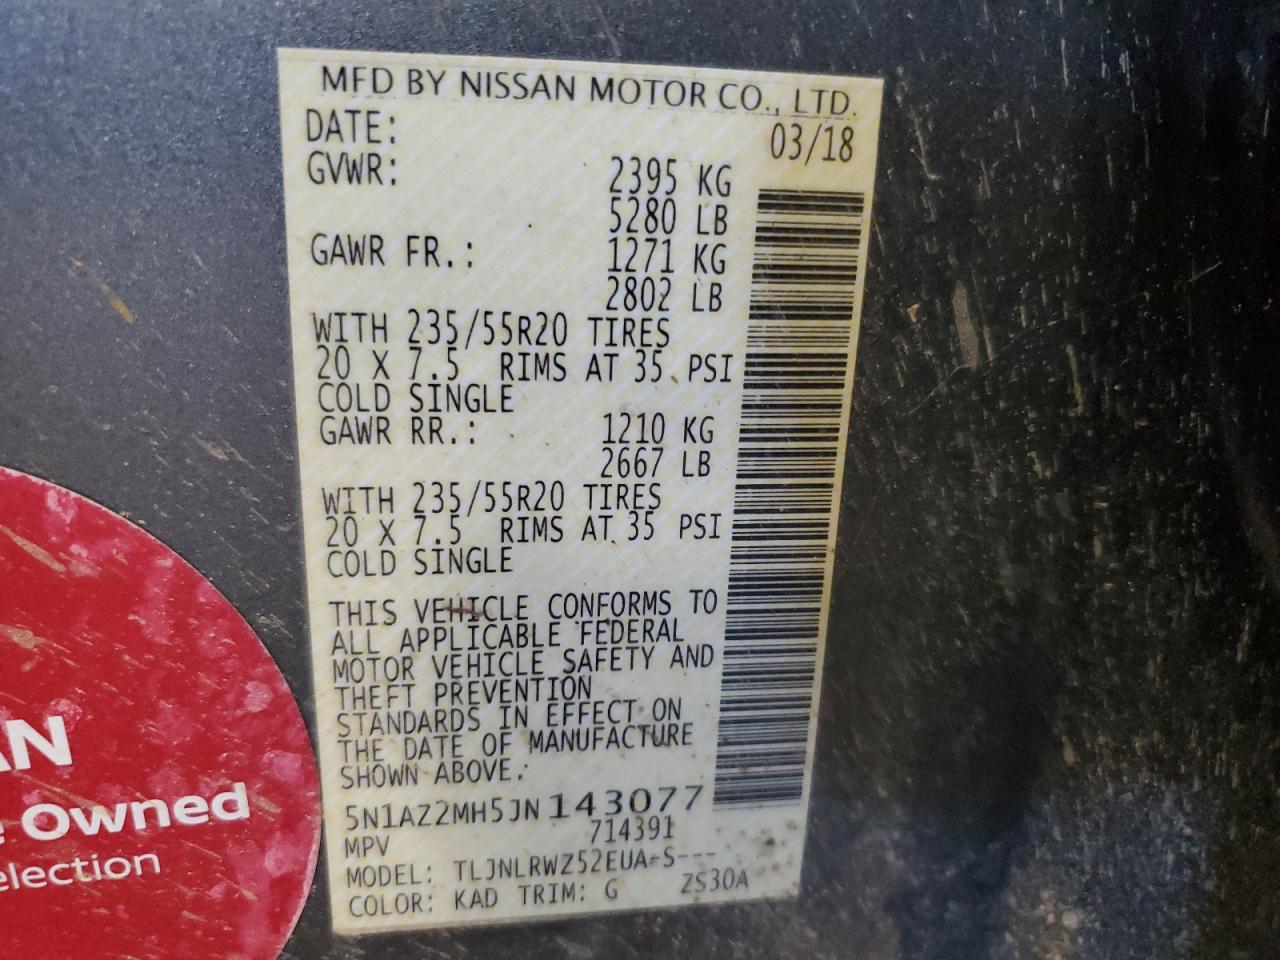 MFD BY NISSAN MOTOR CO., LTD.
DATE: 03/18
GVWR: 2395 KG
5280 LB
GAWR FR.: 1271 KG
2802 LB
WITH 235/55R20 TIRES
20 X 7.5 RIMS AT 35 PSI
COLD SINGLE
GAWR RR.: 1210 KG
2667 LB
WITH 235/55R20 TIRES
20 X 7.5 RIMS AT 35 PSI
COLD SINGLE
THIS VEHICLE CONFORMS TO
ALL APPLICABLE FEDERAL
MOTOR VEHICLE SAFETY AND
THEFT PREVENTION
STANDARDS IN EFFECT ON
THE DATE OF MANUFACTURE
SHOWN ABOVE.
5N1AZ2MH5JN143077
714391
MPV
MODEL: TLJNLRWZ52EUA-S---
COLOR: KAD TRIM: G ZS30A
AN
e Owned
election